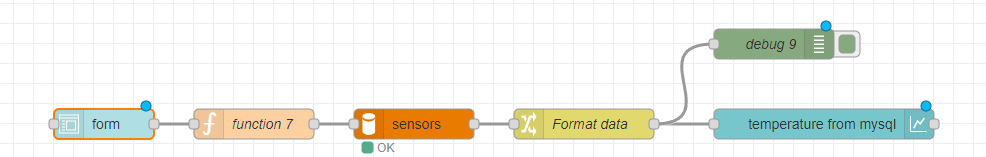 debug 9
form
function 7
sensors
Format data
temperature from mysql
OK